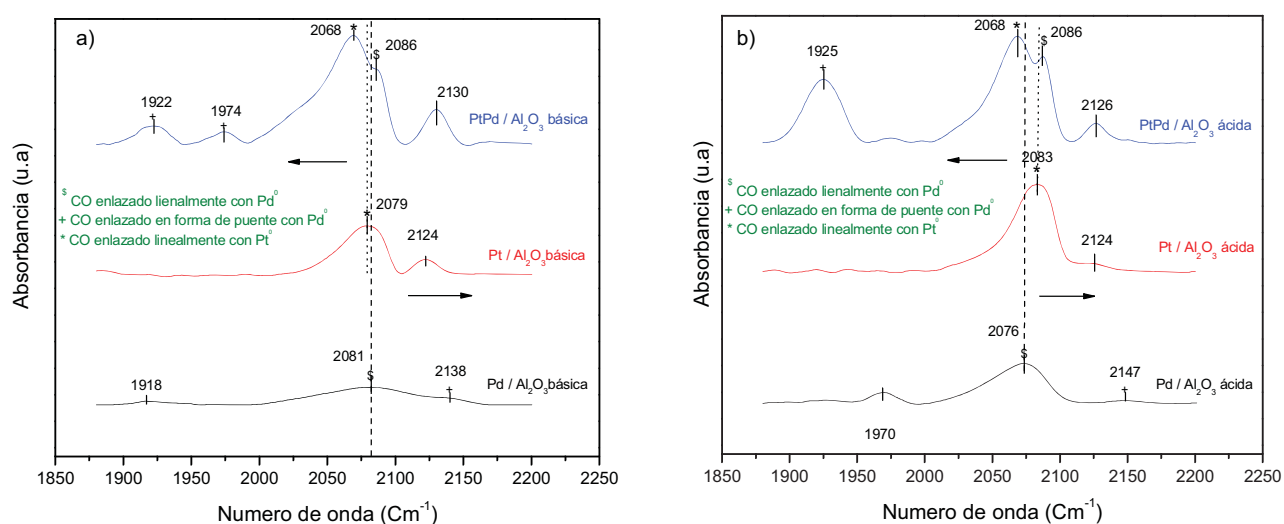 a)
Absorbancia (u.a)
2068
*
$
2086
1922
+
1974
+
2130
PtPd / Al₂O₃ básica
$ CO enlazado lienalmente con Pd⁰
+ CO enlazado en forma de puente con Pd⁰
* CO enlazado linealmente con Pt⁰
*
2079
2124
Pt / Al₂O₃básica
2081
$
2138
+
1918
Pd / Al₂O₃básica
1850 1900 1950 2000 2050 2100 2150 2200 2250
Numero de onda (Cm⁻¹)
b)
Absorbancia (u.a)
2068
*
$
2086
1925
+
2126
PtPd / Al₂O₃ ácida
$ CO enlazado lienalmente con Pd⁰
+ CO enlazado en forma de puente con Pd⁰
* CO enlazado linealmente con Pt⁰
2083
*
2124
Pt / Al₂O₃ ácida
2076
$
2147
+
1970
Pd / Al₂O₃ ácida
1850 1900 1950 2000 2050 2100 2150 2200 2250
Numero de onda (Cm⁻¹)